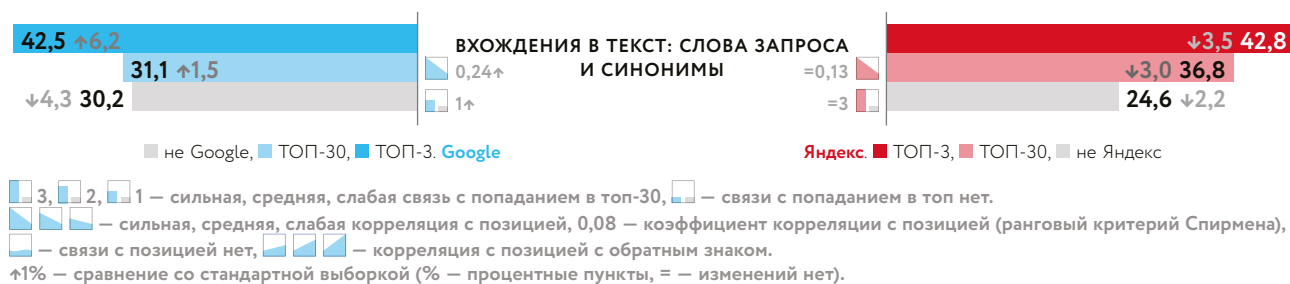 42,5 ↑6,2
31,1 ↑1,5
↓4,3 30,2
ВХОЖДЕНИЯ В ТЕКСТ: СЛОВА ЗАПРОСА
И СИНОНИМЫ
0,24↑
1↑
=0,13
=3
↓3,5 42,8
↓3,0 36,8
24,6 ↓2,2
не Google, ТОП-30, ТОП-3. Google
Яндекс. ТОП-3, ТОП-30, не Яндекс
3, 2, 1 — сильная, средняя, слабая связь с попаданием в топ-30, — связи с попаданием в топ нет.
— сильная, средняя, слабая корреляция с позицией, 0,08 — коэффициент корреляции с позицией (ранговый критерий Спирмена),
— связи с позицией нет, — корреляция с позицией с обратным знаком.
↑1% — сравнение со стандартной выборкой (% — процентные пункты, = — изменений нет).